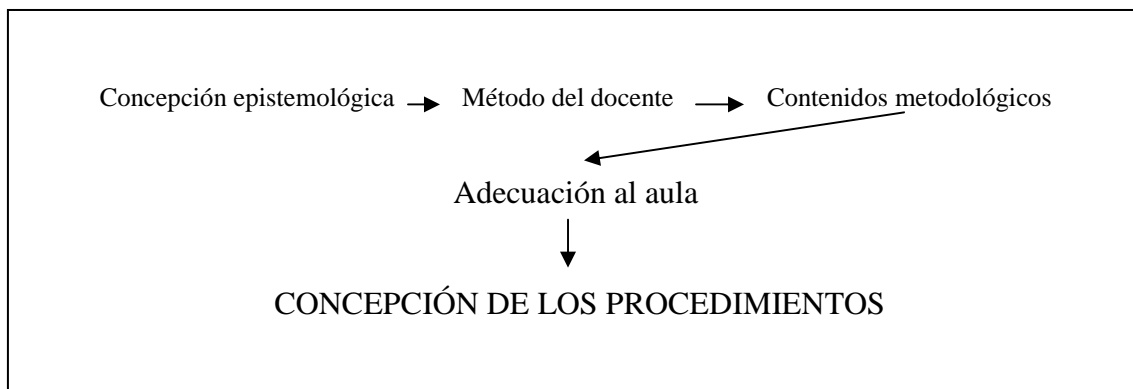 Concepción epistemológica Método del docente Contenidos metodológicos
Adecuación al aula
CONCEPCIÓN DE LOS PROCEDIMIENTOS